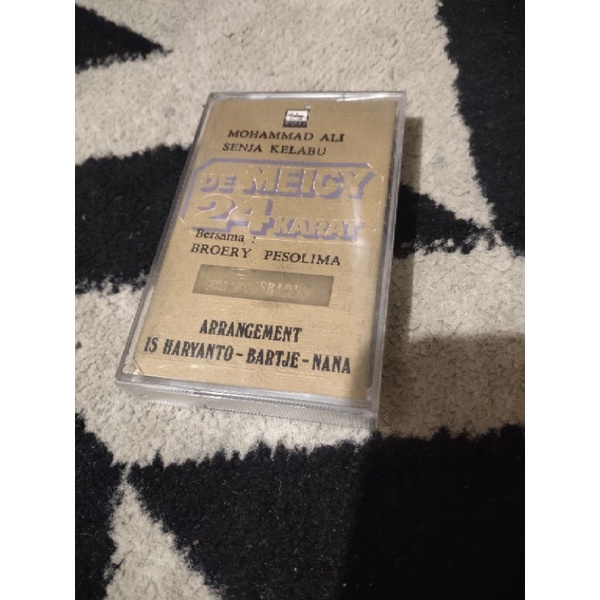 MOHAMMAD ALI
SENJA KELABU
DE MEICY
24 KARAT
Bersama :
BROERY PESOLIMA
ARRANGEMENT
IS HARYANTO - BARTJE - NANA